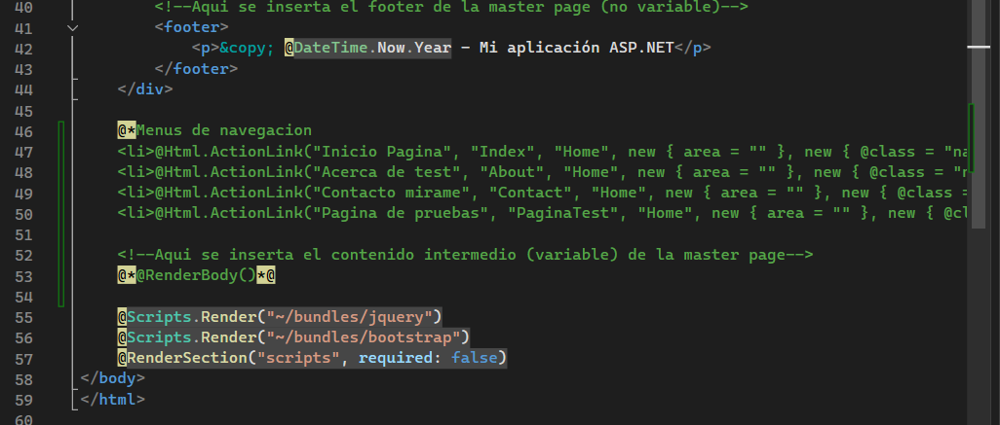 40 <!--Aqui se inserta el footer de la master page (no variable)-->
41 <footer>
42 <p>&copy; @DateTime.Now.Year - Mi aplicación ASP.NET</p>
43 </footer>
44 </div>
45
46 @*Menus de navegacion
47 <li>@Html.ActionLink("Inicio Pagina", "Index", "Home", new { area = "" }, new { @class = "na
48 <li>@Html.ActionLink("Acerca de test", "About", "Home", new { area = "" }, new { @class = "n
49 <li>@Html.ActionLink("Contacto mirame", "Contact", "Home", new { area = "" }, new { @class =
50 <li>@Html.ActionLink("Pagina de pruebas", "PaginaTest", "Home", new { area = "" }, new { @cl
51
52 <!--Aqui se inserta el contenido intermedio (variable) de la master page-->
53 @*@RenderBody()*@
54
55 @Scripts.Render("~/bundles/jquery")
56 @Scripts.Render("~/bundles/bootstrap")
57 @RenderSection("scripts", required: false)
58 </body>
59 </html>
60